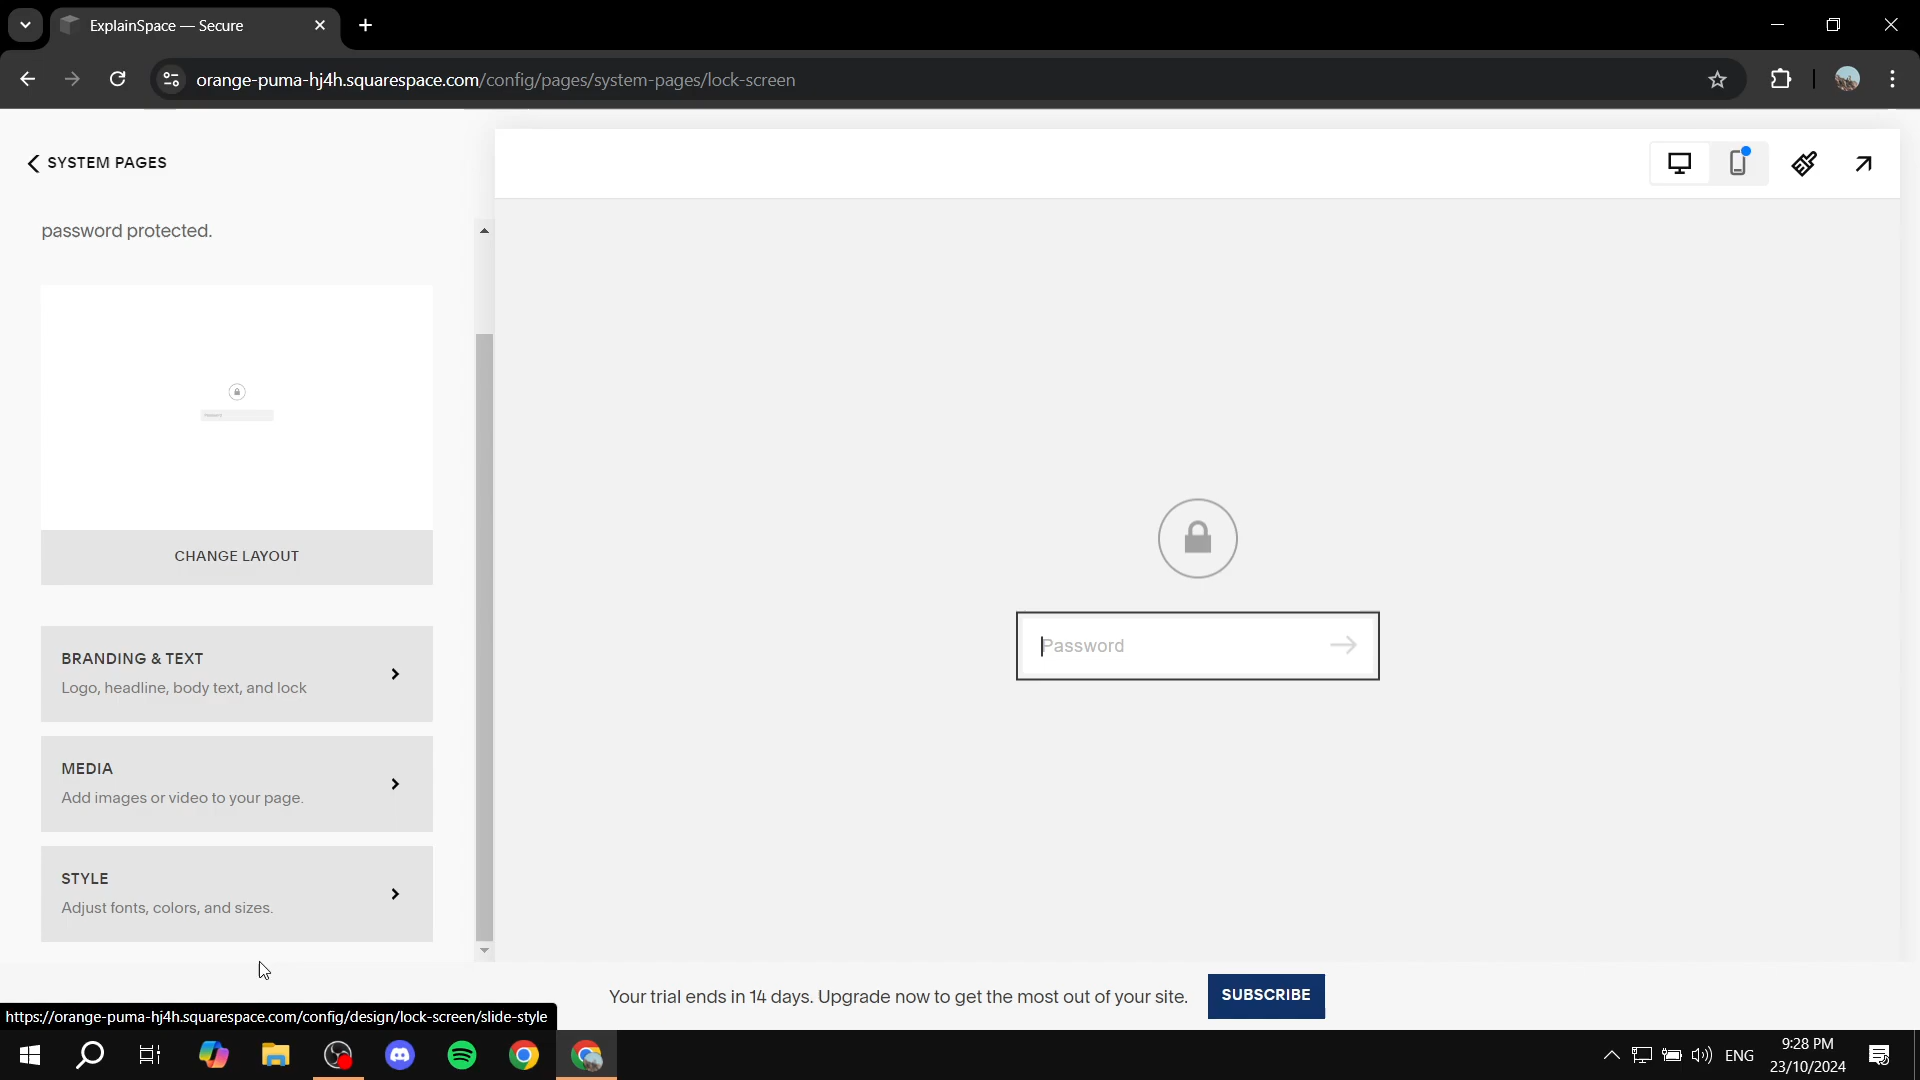 ExplainSpace — Secure
orange-puma-hj4h.squarespace.com/config/pages/system-pages/lock-screen
SYSTEM PAGES
password protected.
Password
CHANGE LAYOUT
BRANDING & TEXT
Logo, headline, body text, and lock
MEDIA
Add images or video to your page.
STYLE
Adjust fonts, colors, and sizes.
Password
Your trial ends in 14 days. Upgrade now to get the most out of your site.
SUBSCRIBE
https://orange-puma-hj4h.squarespace.com/config/design/lock-screen/slide-style
ENG
9:28 PM
23/10/2024